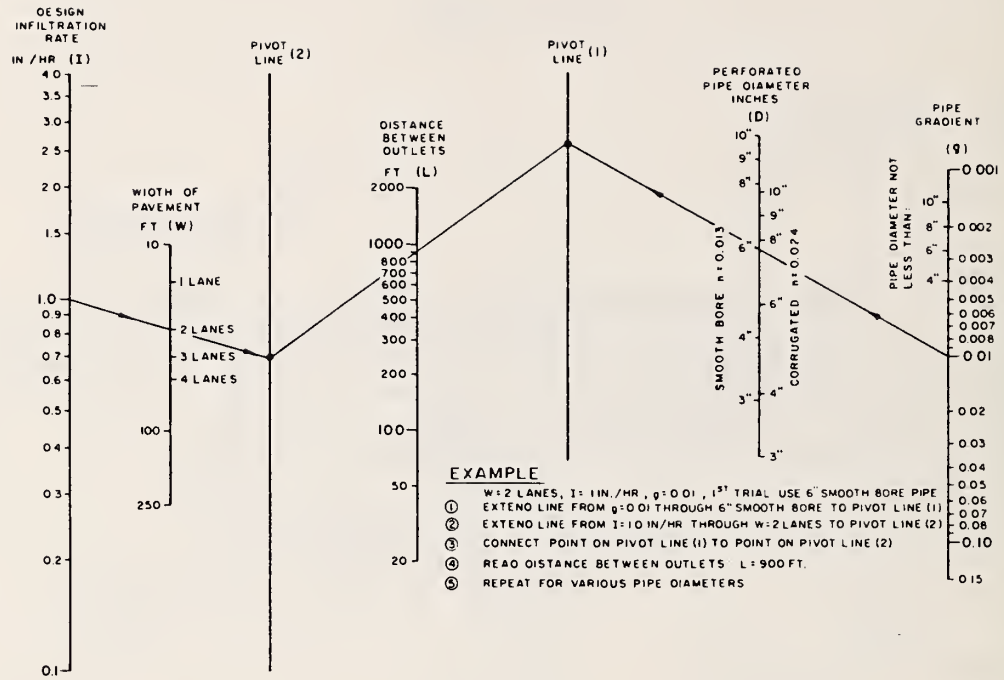 DESIGN
INFILTRATION
RATE
IN/HR (I)
4.0
3.5
3.0
2.5
2.0
1.5
1.0
0.9
0.8
0.7
0.6
0.5
0.4
0.3
0.2
0.1
WIDTH OF
PAVEMENT
FT (W)
10
1 LANE
2 LANES
3 LANES
4 LANES
100
250
PIVOT
LINE (2)
DISTANCE
BETWEEN
OUTLETS
FT (L)
2000
1000
800
700
600
500
400
300
200
100
50
20
PIVOT
LINE (1)
PERFORATED
PIPE DIAMETER
INCHES
(D)
10"
9"
8"
6"
4"
3"
SMOOTH BORE n=0.013
10"
9"
8"
6"
4"
3"
CORRUGATED n=0.024
PIPE
GRADIENT
(g)
PIPE DIAMETER NOT
LESS THAN:
10"
8"
6"
4"
0.001
0.002
0.003
0.004
0.005
0.006
0.007
0.008
0.01
0.02
0.03
0.04
0.05
0.06
0.07
0.08
0.10
0.15
EXAMPLE
W=2 LANES, I=1 IN./HR, g=0.01, 1ST TRIAL USE 6" SMOOTH BORE PIPE
① EXTEND LINE FROM g=0.01 THROUGH 6" SMOOTH BORE TO PIVOT LINE (1)
② EXTEND LINE FROM I=1.0 IN/HR THROUGH W=2 LANES TO PIVOT LINE (2)
③ CONNECT POINT ON PIVOT LINE (1) TO POINT ON PIVOT LINE (2)
④ READ DISTANCE BETWEEN OUTLETS L=900 FT.
⑤ REPEAT FOR VARIOUS PIPE DIAMETERS